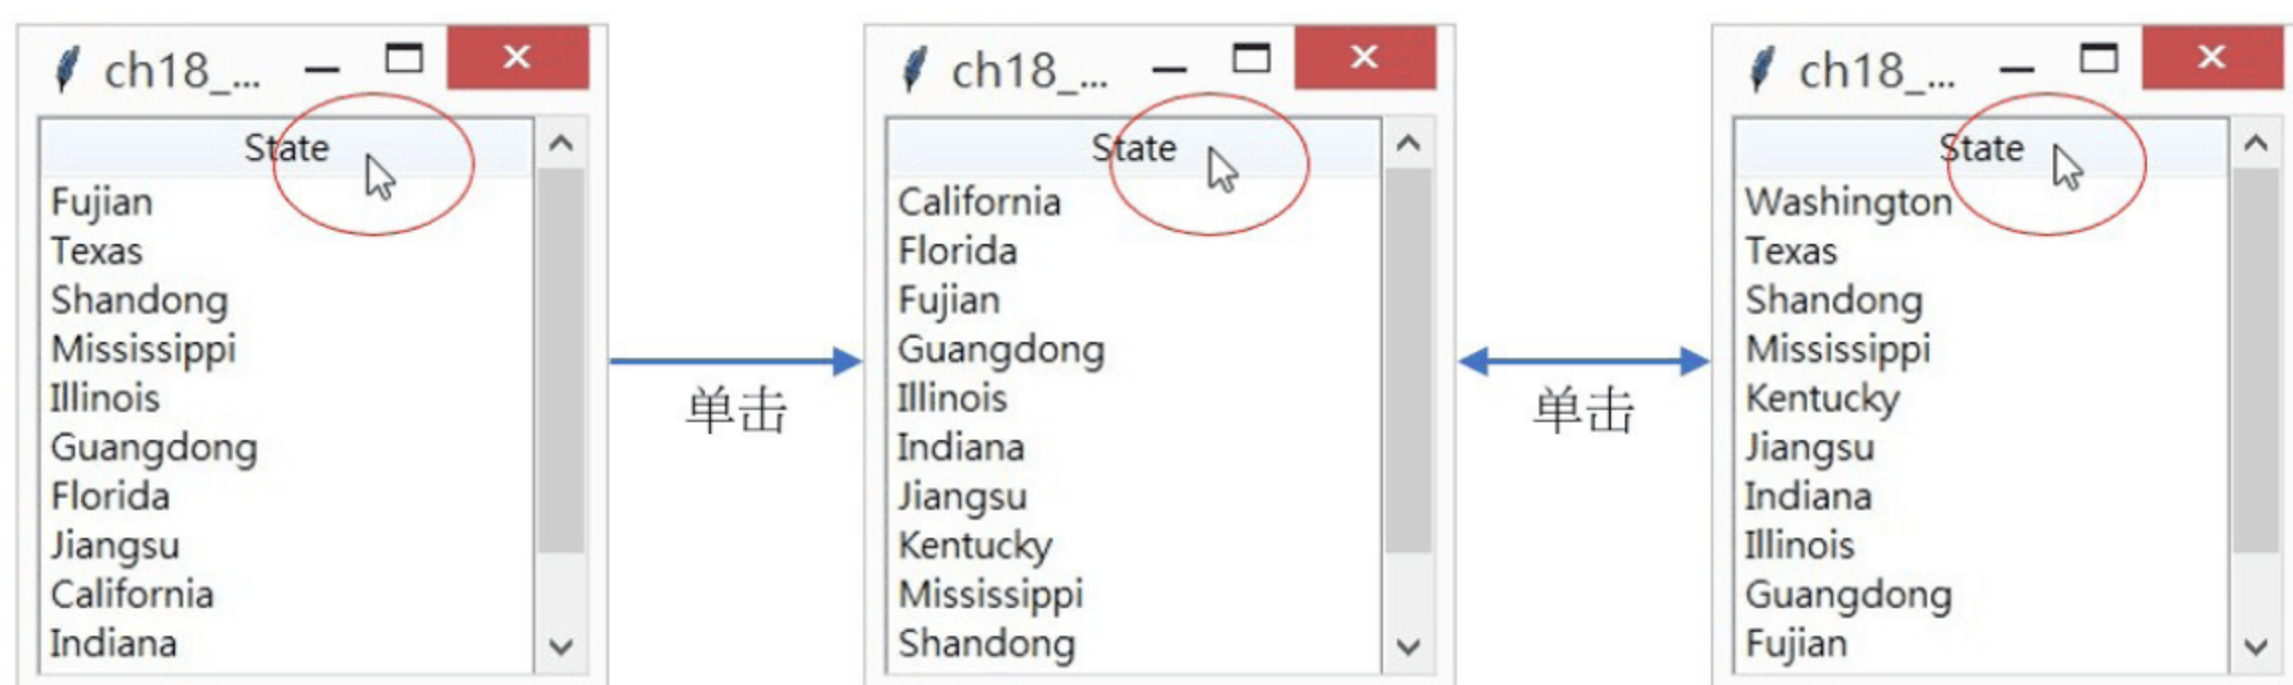 ch18_...
State
Fujian
Texas
Shandong
Mississippi
Illinois
Guangdong
Florida
Jiangsu
California
Indiana
单击
ch18_...
State
California
Florida
Fujian
Guangdong
Illinois
Indiana
Jiangsu
Kentucky
Mississippi
Shandong
单击
ch18_...
State
Washington
Texas
Shandong
Mississippi
Kentucky
Jiangsu
Indiana
Illinois
Guangdong
Fujian